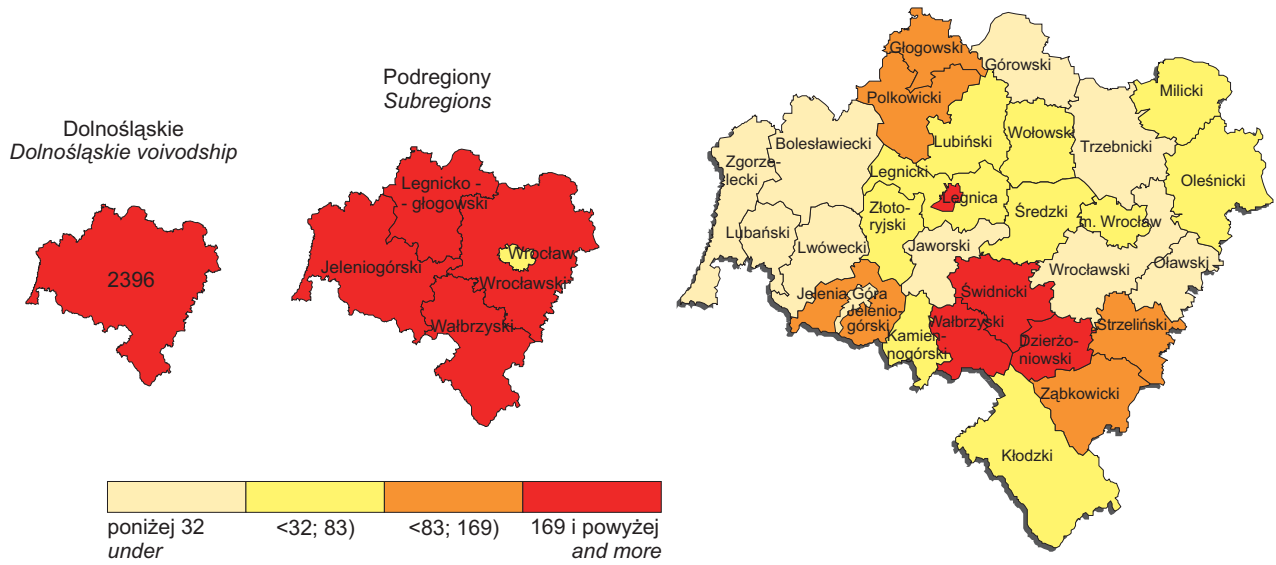 Dolnośląskie
Dolnośląskie voivodship
2396
Podregiony
Subregions
Legnicko -
- głogowski
Jeleniogórski
Wrocław
Wrocławski
Wałbrzyski
Głogowski
Górowski
Milicki
Polkowicki
Lubiński
Wołowski
Trzebnicki
Bolesławiecki
Zgorze-
lecki
Legnicki
Oleśnicki
Legnica
Złoto-
ryjski
Średzki
m. Wrocław
Lubański
Lwówecki
Jaworski
Wrocławski
Oławski
Jelenia Góra
Jelenio-
górski
Świdnicki
Wałbrzyski
Kamien-
nogórski
Dzierżo-
niowski
Strzeliński
Ząbkowicki
Kłodzki
poniżej 32
under
<32; 83)
<83; 169)
169 i powyżej
and more